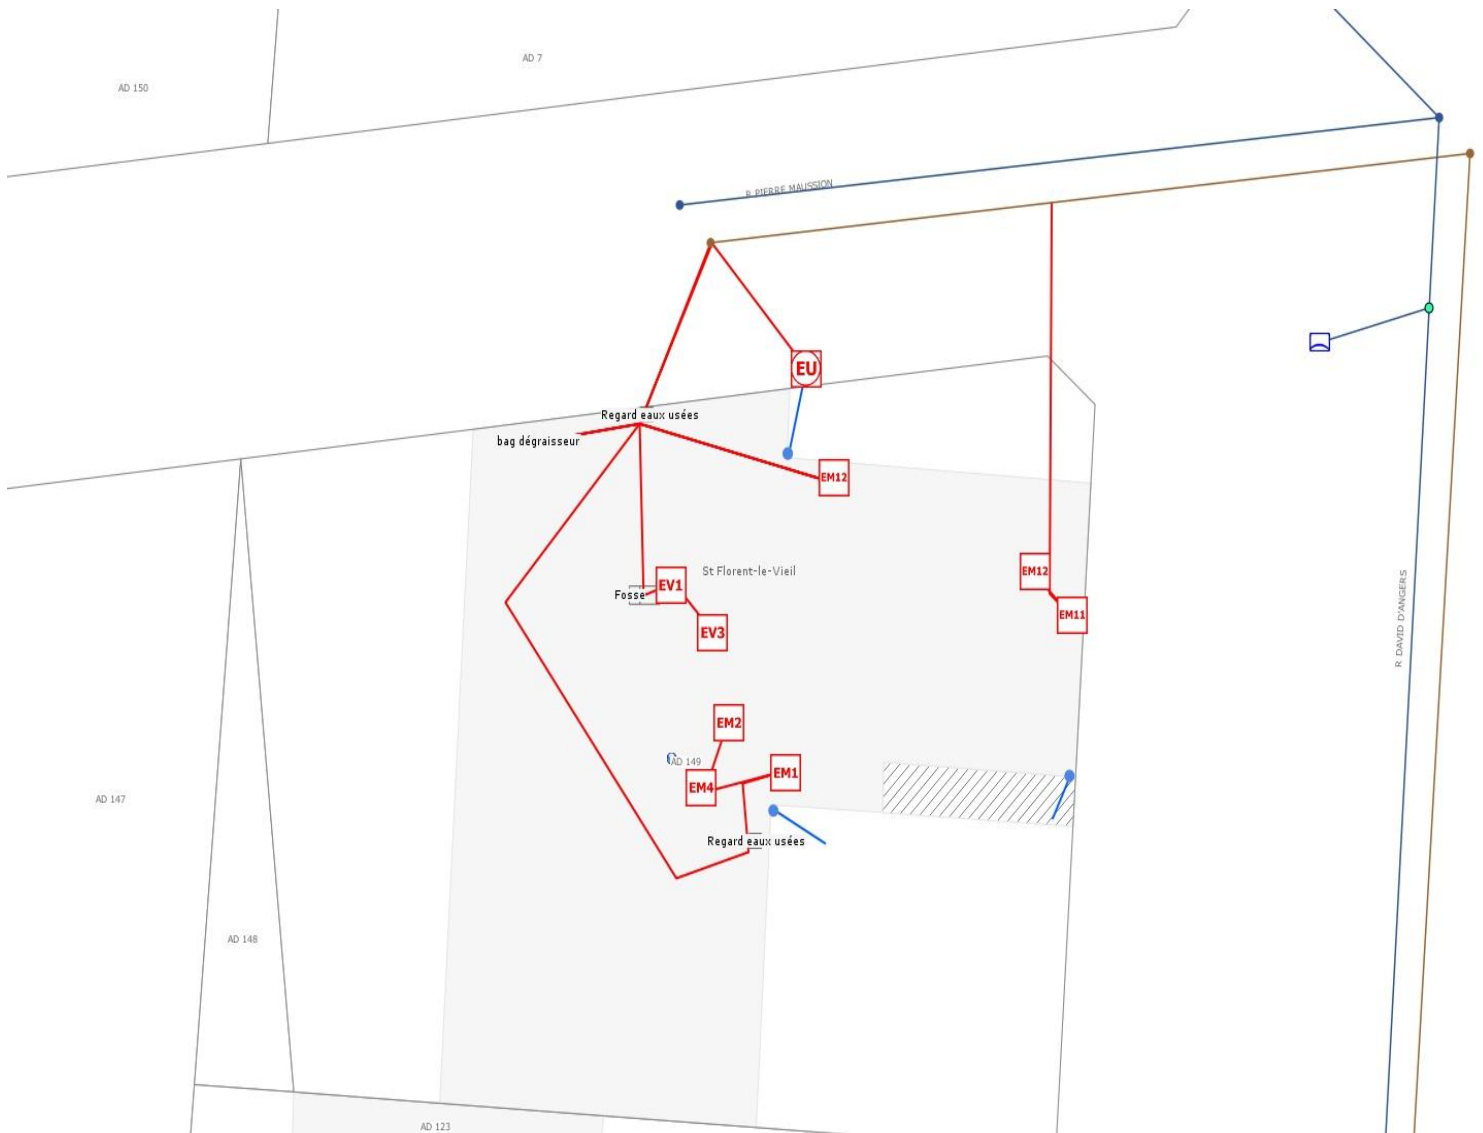 AD 7
AD 150
R PIERRE MAUSSION
EU
Regard eaux usées
bag dégraisseur
EM12
St Florent-le-Vieil
EM12
EV1
Fosse
EM11
EV3
R DAVID D'ANGERS
EM2
AD 149
EM1
EM4
AD 147
Regard eaux usées
AD 148
AD 123